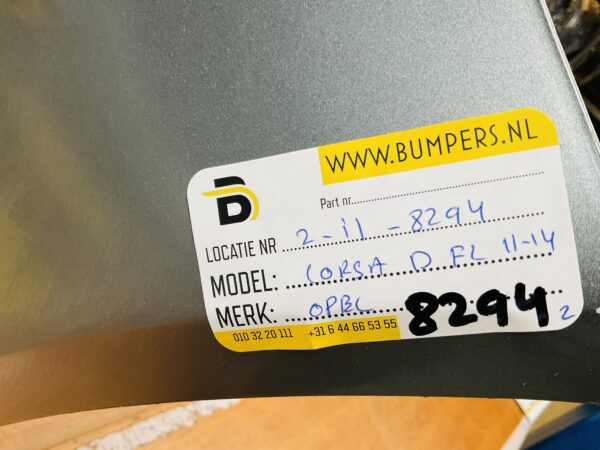 WWW.BUMPERS.NL
Part nr.
LOCATIE NR 2-il-8294
MODEL: CORSA D FL 11-14
MERK: OPEL 8294 2
010 32 20 111 +31 6 44 66 53 55